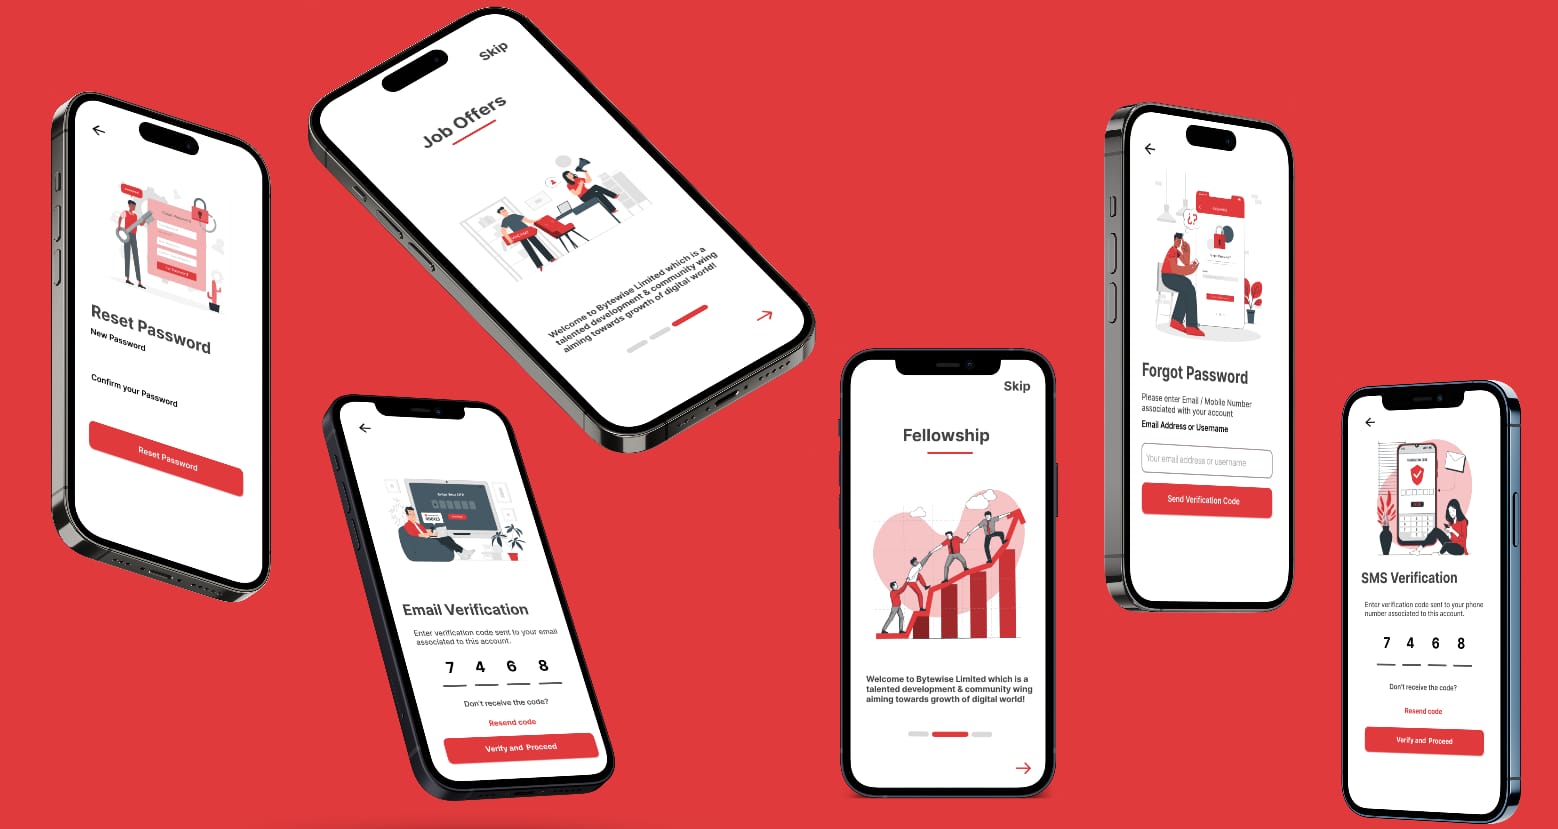 Reset Password
New Password
Confirm your Password
Reset Password
Skip
Job Offers
Welcome to Bytewise Limited which is a
talented development & community wing
aiming towards growth of digital world!
Email Verification
Enter verification code sent to your email
associated to this account.
7 4 6 8
Don't receive the code?
Resend code
Verify and Proceed
Skip
Fellowship
Welcome to Bytewise Limited which is a
talented development & community wing
aiming towards growth of digital world!
Forgot Password
Please enter Email / Mobile Number
associated with your account
Email Address or Username
Your email address or username
Send Verification Code
SMS Verification
Enter verification code sent to your phone
number associated to this account.
7 4 6 8
Don't receive the code?
Resend code
Verify and Proceed